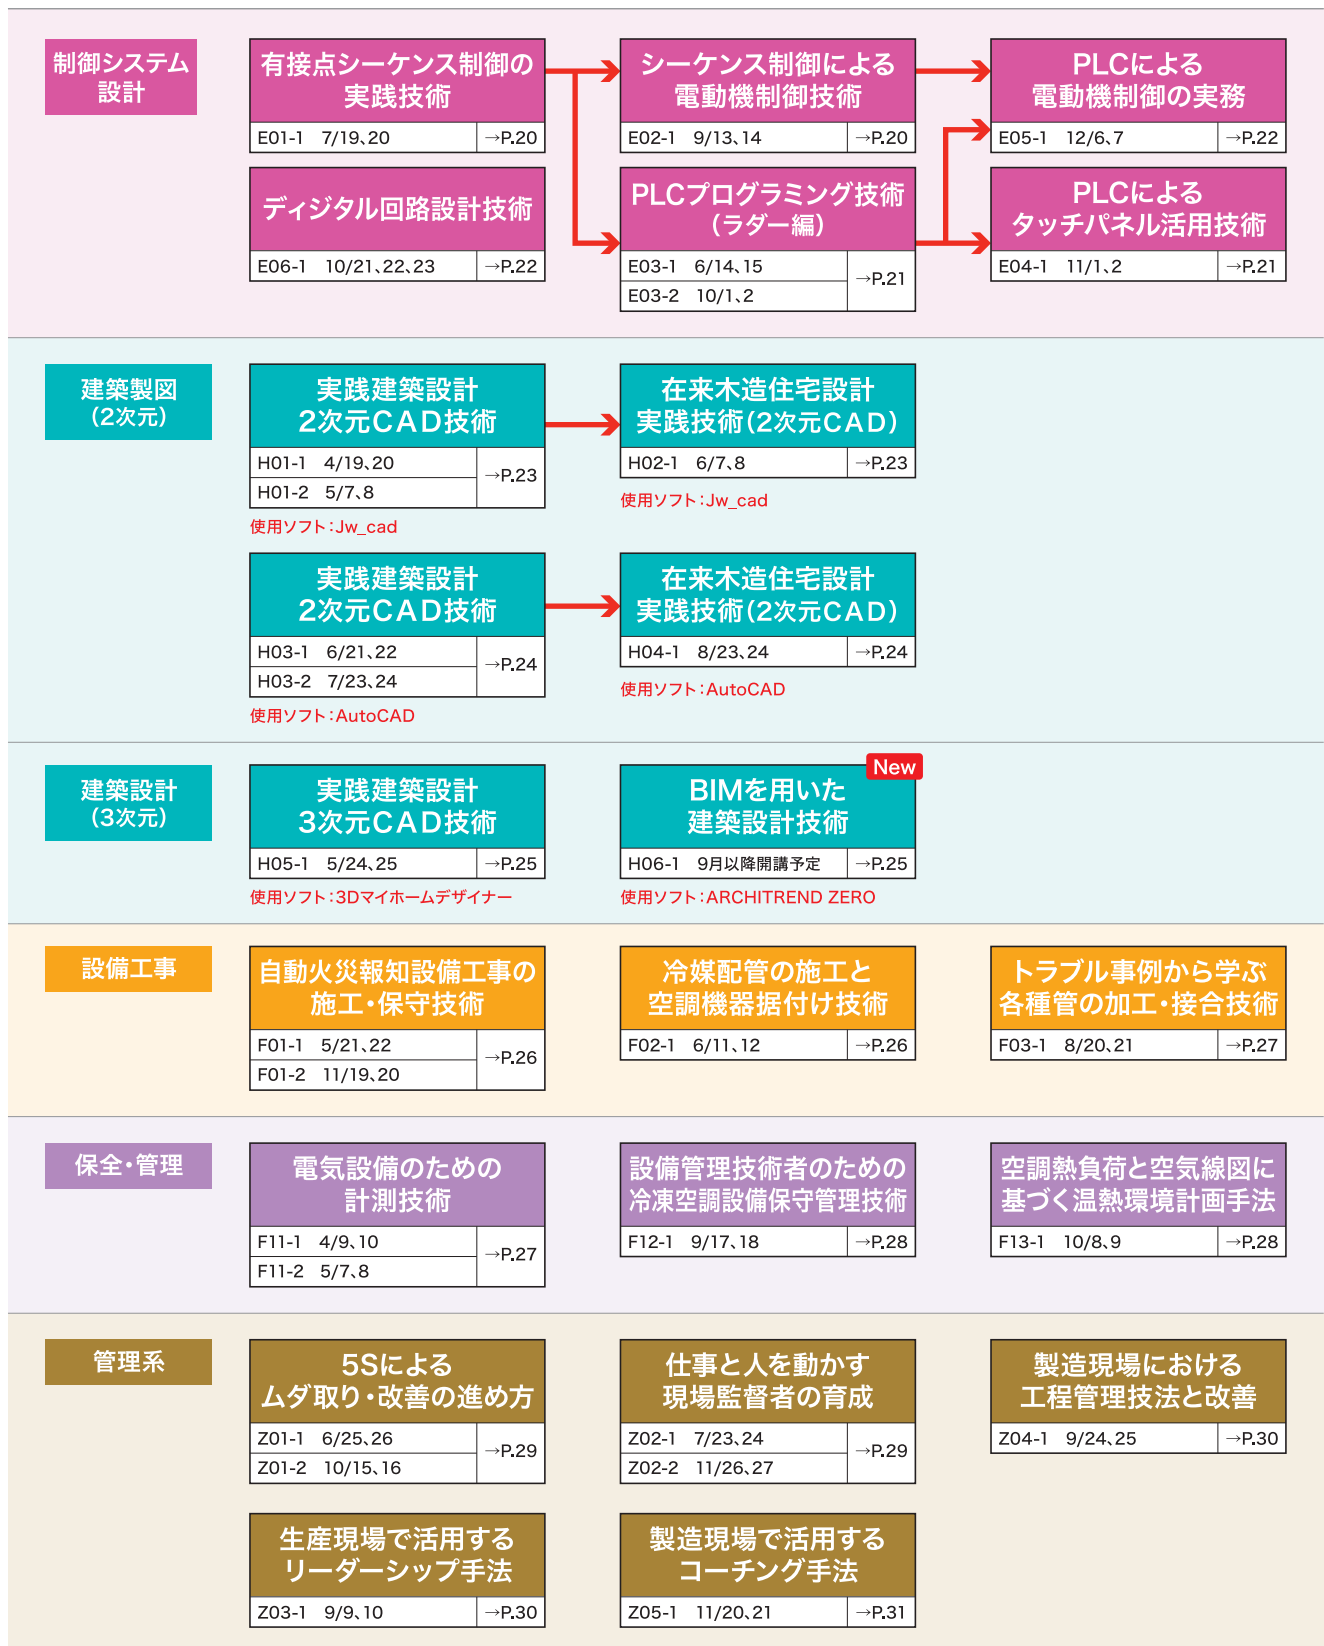 制御システム
設計
有接点シーケンス制御の
実践技術
E01-1 7/19、20 →P.20
シーケンス制御による
電動機制御技術
E02-1 9/13、14 →P.20
PLCによる
電動機制御の実務
E05-1 12/6、7 →P.22
ディジタル回路設計技術
E06-1 10/21、22、23 →P.22
PLCプログラミング技術
（ラダー編）
E03-1 6/14、15
E03-2 10/1、2
→P.21
PLCによる
タッチパネル活用技術
E04-1 11/1、2 →P.21
建築製図
（2次元）
実践建築設計
2次元CAD技術
H01-1 4/19、20
H01-2 5/7、8
→P.23
使用ソフト：Jw_cad
在来木造住宅設計
実践技術（2次元CAD）
H02-1 6/7、8 →P.23
使用ソフト：Jw_cad
実践建築設計
2次元CAD技術
H03-1 6/21、22
H03-2 7/23、24
→P.24
使用ソフト：AutoCAD
在来木造住宅設計
実践技術（2次元CAD）
H04-1 8/23、24 →P.24
使用ソフト：AutoCAD
建築設計
（3次元）
実践建築設計
3次元CAD技術
H05-1 5/24、25 →P.25
使用ソフト：3Dマイホームデザイナー
New
BIMを用いた
建築設計技術
H06-1 9月以降開講予定 →P.25
使用ソフト：ARCHITREND ZERO
設備工事
自動火災報知設備工事の
施工・保守技術
F01-1 5/21、22
F01-2 11/19、20
→P.26
冷媒配管の施工と
空調機器据付け技術
F02-1 6/11、12 →P.26
トラブル事例から学ぶ
各種管の加工・接合技術
F03-1 8/20、21 →P.27
保全・管理
電気設備のための
計測技術
F11-1 4/9、10
F11-2 5/7、8
→P.27
設備管理技術者のための
冷凍空調設備保守管理技術
F12-1 9/17、18 →P.28
空調熱負荷と空気線図に
基づく温熱環境計画手法
F13-1 10/8、9 →P.28
管理系
5Sによる
ムダ取り・改善の進め方
Z01-1 6/25、26
Z01-2 10/15、16
→P.29
仕事と人を動かす
現場監督者の育成
Z02-1 7/23、24
Z02-2 11/26、27
→P.29
製造現場における
工程管理技法と改善
Z04-1 9/24、25 →P.30
生産現場で活用する
リーダーシップ手法
Z03-1 9/9、10 →P.30
製造現場で活用する
コーチング手法
Z05-1 11/20、21 →P.31